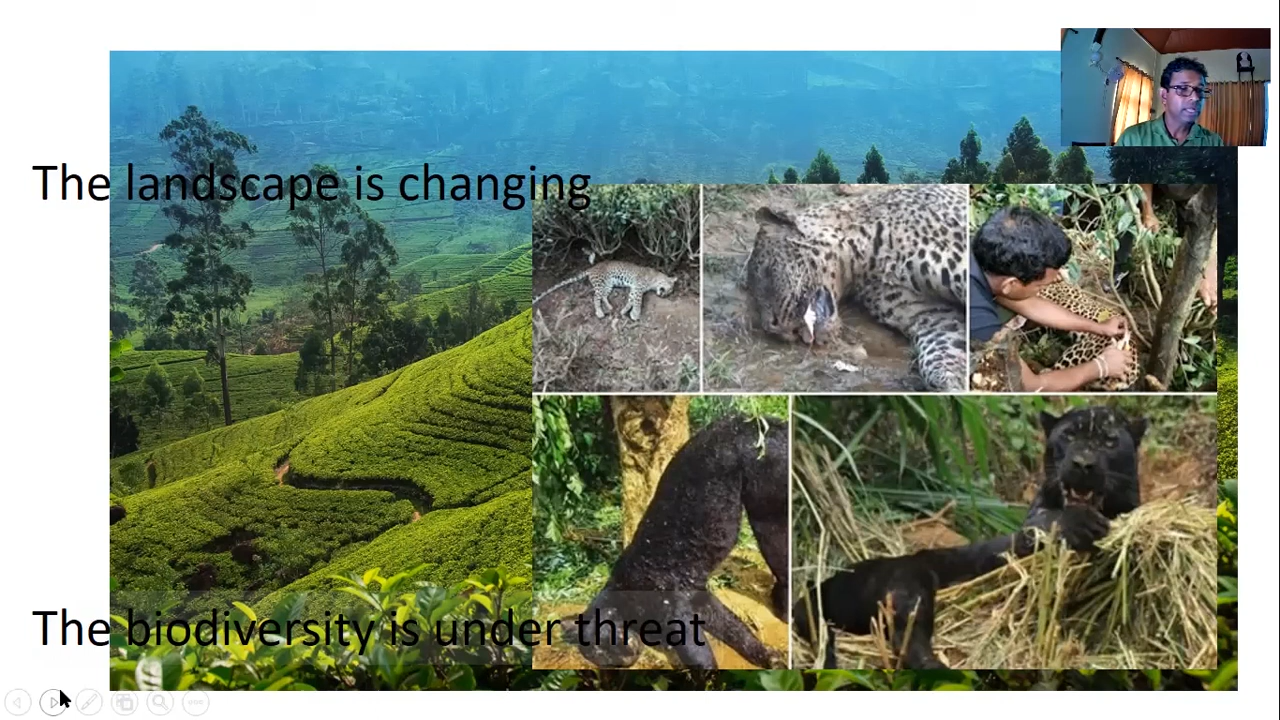 The landscape is changing
The biodiversity is under threat